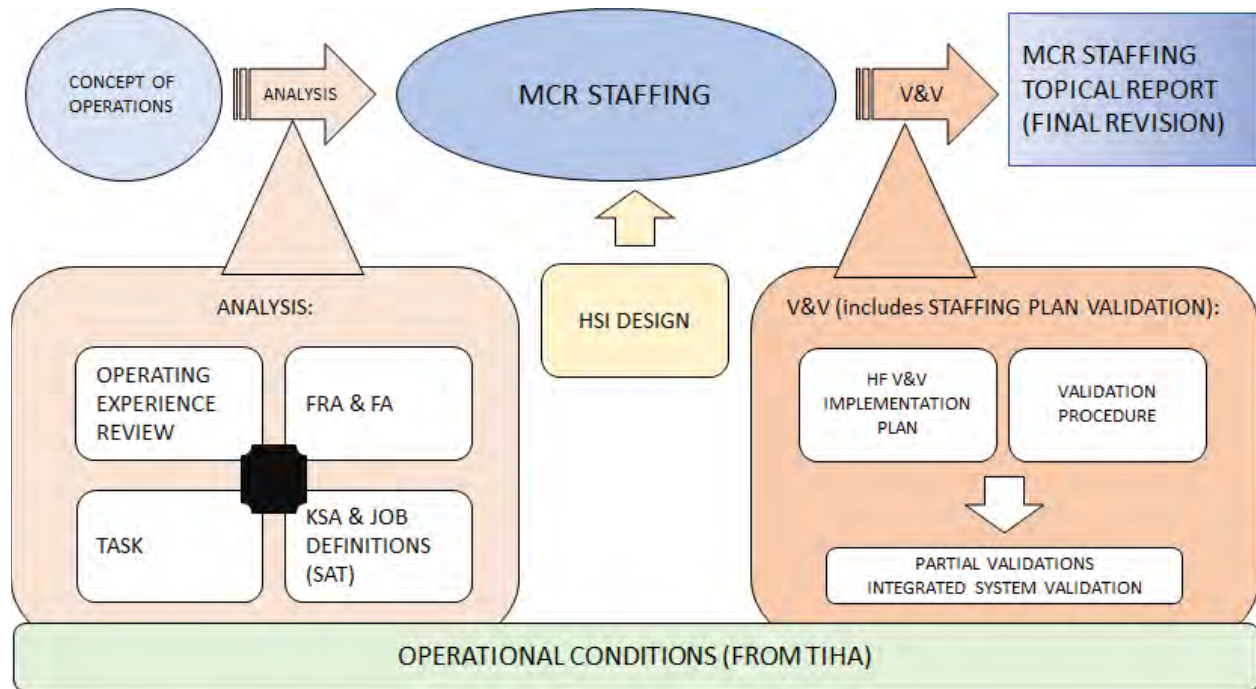 CONCEPT OF
OPERATIONS
ANALYSIS
MCR STAFFING
V&V
MCR STAFFING
TOPICAL REPORT
(FINAL REVISION)
ANALYSIS:
OPERATING
EXPERIENCE
REVIEW
FRA & FA
TASK
KSA & JOB
DEFINITIONS
(SAT)
HSI DESIGN
V&V (includes STAFFING PLAN VALIDATION):
HF V&V
IMPLEMENTATION
PLAN
VALIDATION
PROCEDURE
PARTIAL VALIDATIONS
INTEGRATED SYSTEM VALIDATION
OPERATIONAL CONDITIONS (FROM TIHA)